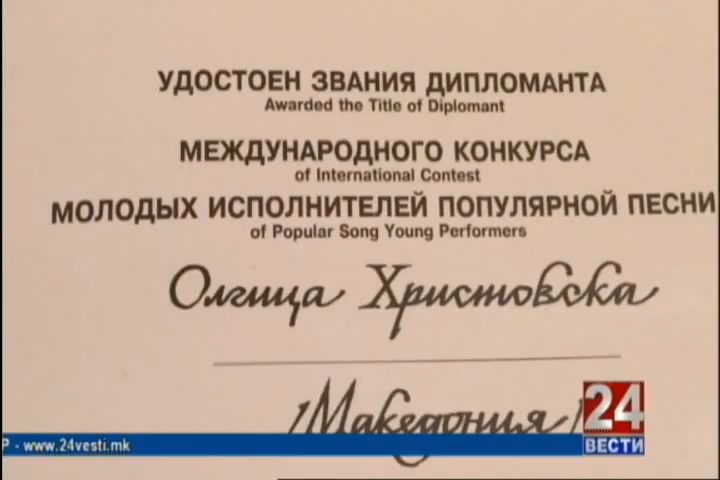 УДОСТОЕН ЗВАНИЯ ДИПЛОМАНТА
Awarded the Title of Diplomant
МЕЖДУНАРОДНОГО КОНКУРСА
of International Contest
МОЛОДЫХ ИСПОЛНИТЕЛЕЙ ПОПУЛЯРНОЙ ПЕСНИ
of Popular Song Young Performers
Олгица Христовска
/Македония/
24
Р - www.24vesti.mk
ВЕСТИ